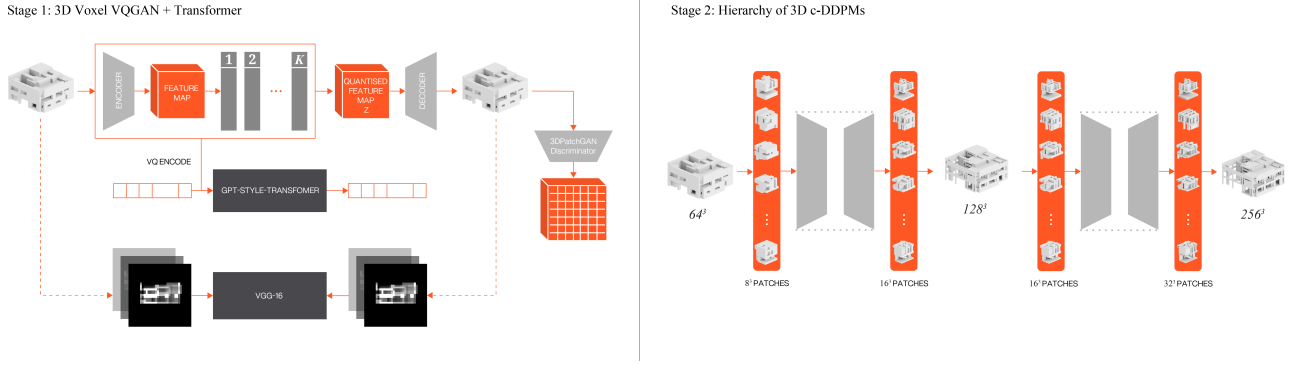 Stage 1: 3D Voxel VQGAN + Transformer
ENCODER
FEATURE
MAP
1 2 ... K
QUANTISED
FEATURE
MAP
Z
DECODER
3DPatchGAN
Discriminator
VQ ENCODE
GPT-STYLE-TRANSFOMER
VGG-16
Stage 2: Hierarchy of 3D c-DDPMs
64³
8³ PATCHES
16³ PATCHES
128³
16³ PATCHES
32³ PATCHES
256³